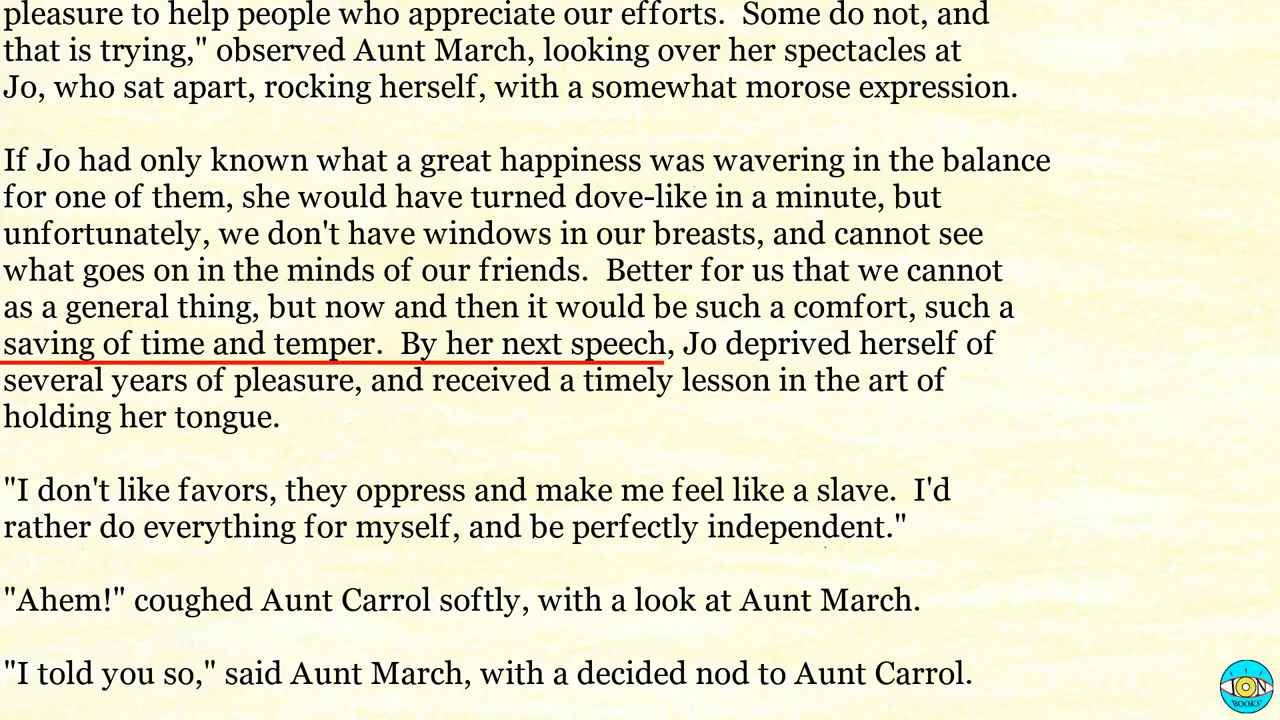 pleasure to help people who appreciate our efforts.  Some do not, and
that is trying," observed Aunt March, looking over her spectacles at
Jo, who sat apart, rocking herself, with a somewhat morose expression.
If Jo had only known what a great happiness was wavering in the balance
for one of them, she would have turned dove-like in a minute, but
unfortunately, we don't have windows in our breasts, and cannot see
what goes on in the minds of our friends.  Better for us that we cannot
as a general thing, but now and then it would be such a comfort, such a
saving of time and temper.  By her next speech, Jo deprived herself of
several years of pleasure, and received a timely lesson in the art of
holding her tongue.
"I don't like favors, they oppress and make me feel like a slave.  I'd
rather do everything for myself, and be perfectly independent."
"Ahem!" coughed Aunt Carrol softly, with a look at Aunt March.
"I told you so," said Aunt March, with a decided nod to Aunt Carrol.
ION
BOOKS